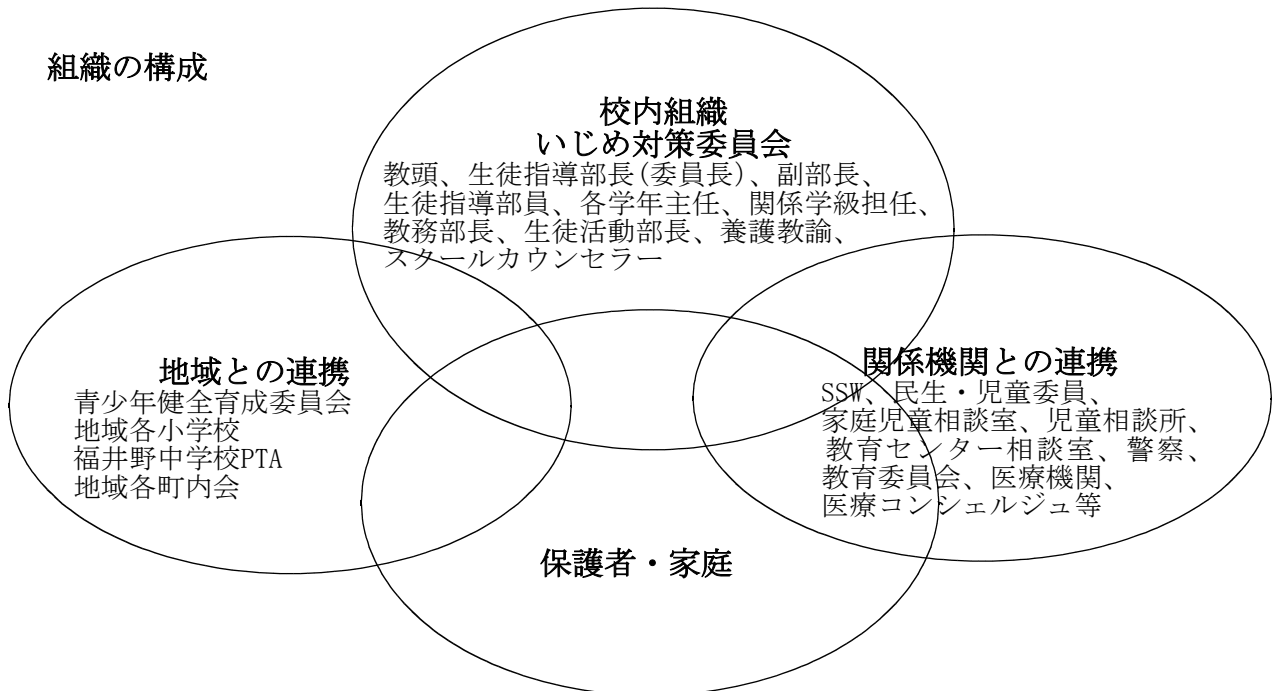 組織の構成
校内組織
いじめ対策委員会
教頭、生徒指導部長(委員長)、副部長、
生徒指導部員、各学年主任、関係学級担任、
教務部長、生徒活動部長、養護教諭、
スクールカウンセラー
地域との連携
青少年健全育成委員会
地域各小学校
福井野中学校PTA
地域各町内会
関係機関との連携
SSW、民生・児童委員、
家庭児童相談室、児童相談所、
教育センター相談室、警察、
教育委員会、医療機関、
医療コンシェルジュ等
保護者・家庭